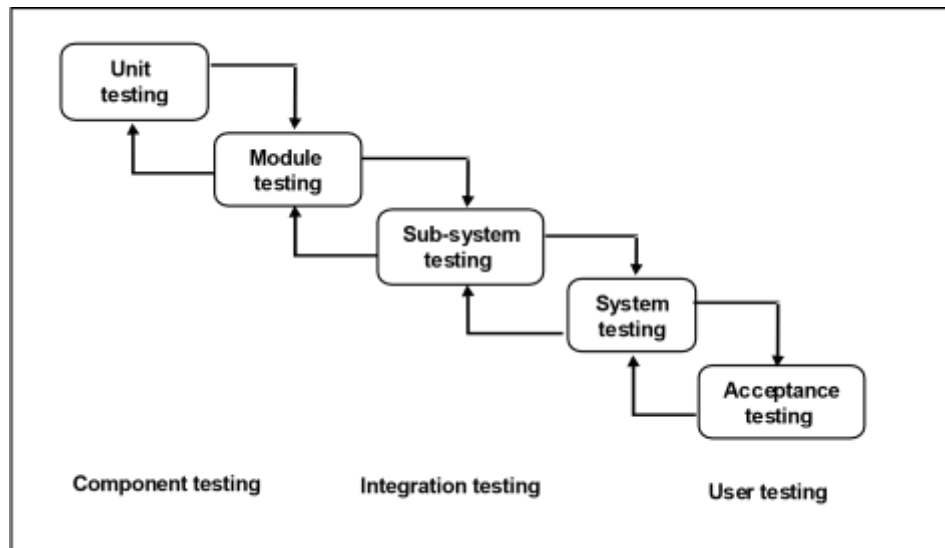 Unit
testing
Module
testing
Sub-system
testing
System
testing
Acceptance
testing
Component testing
Integration testing
User testing